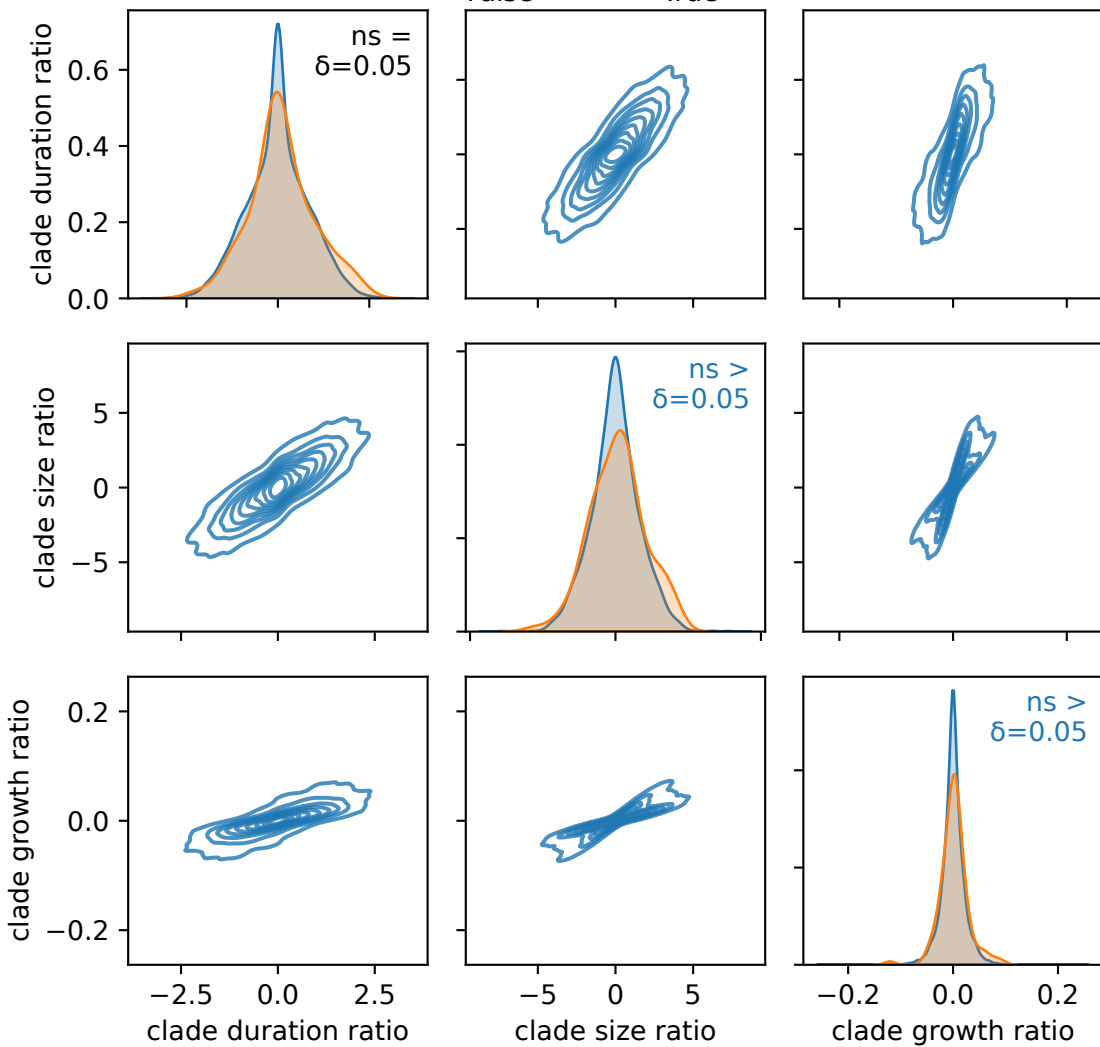 clade duration ratio
0.6
0.4
0.2
0.0
ns =
δ=0.05
clade size ratio
5
0
−5
ns >
δ=0.05
clade growth ratio
0.2
0.0
−0.2
ns >
δ=0.05
−2.5 0.0 2.5
−5 0 5
−0.2 0.0 0.2
clade duration ratio
clade size ratio
clade growth ratio